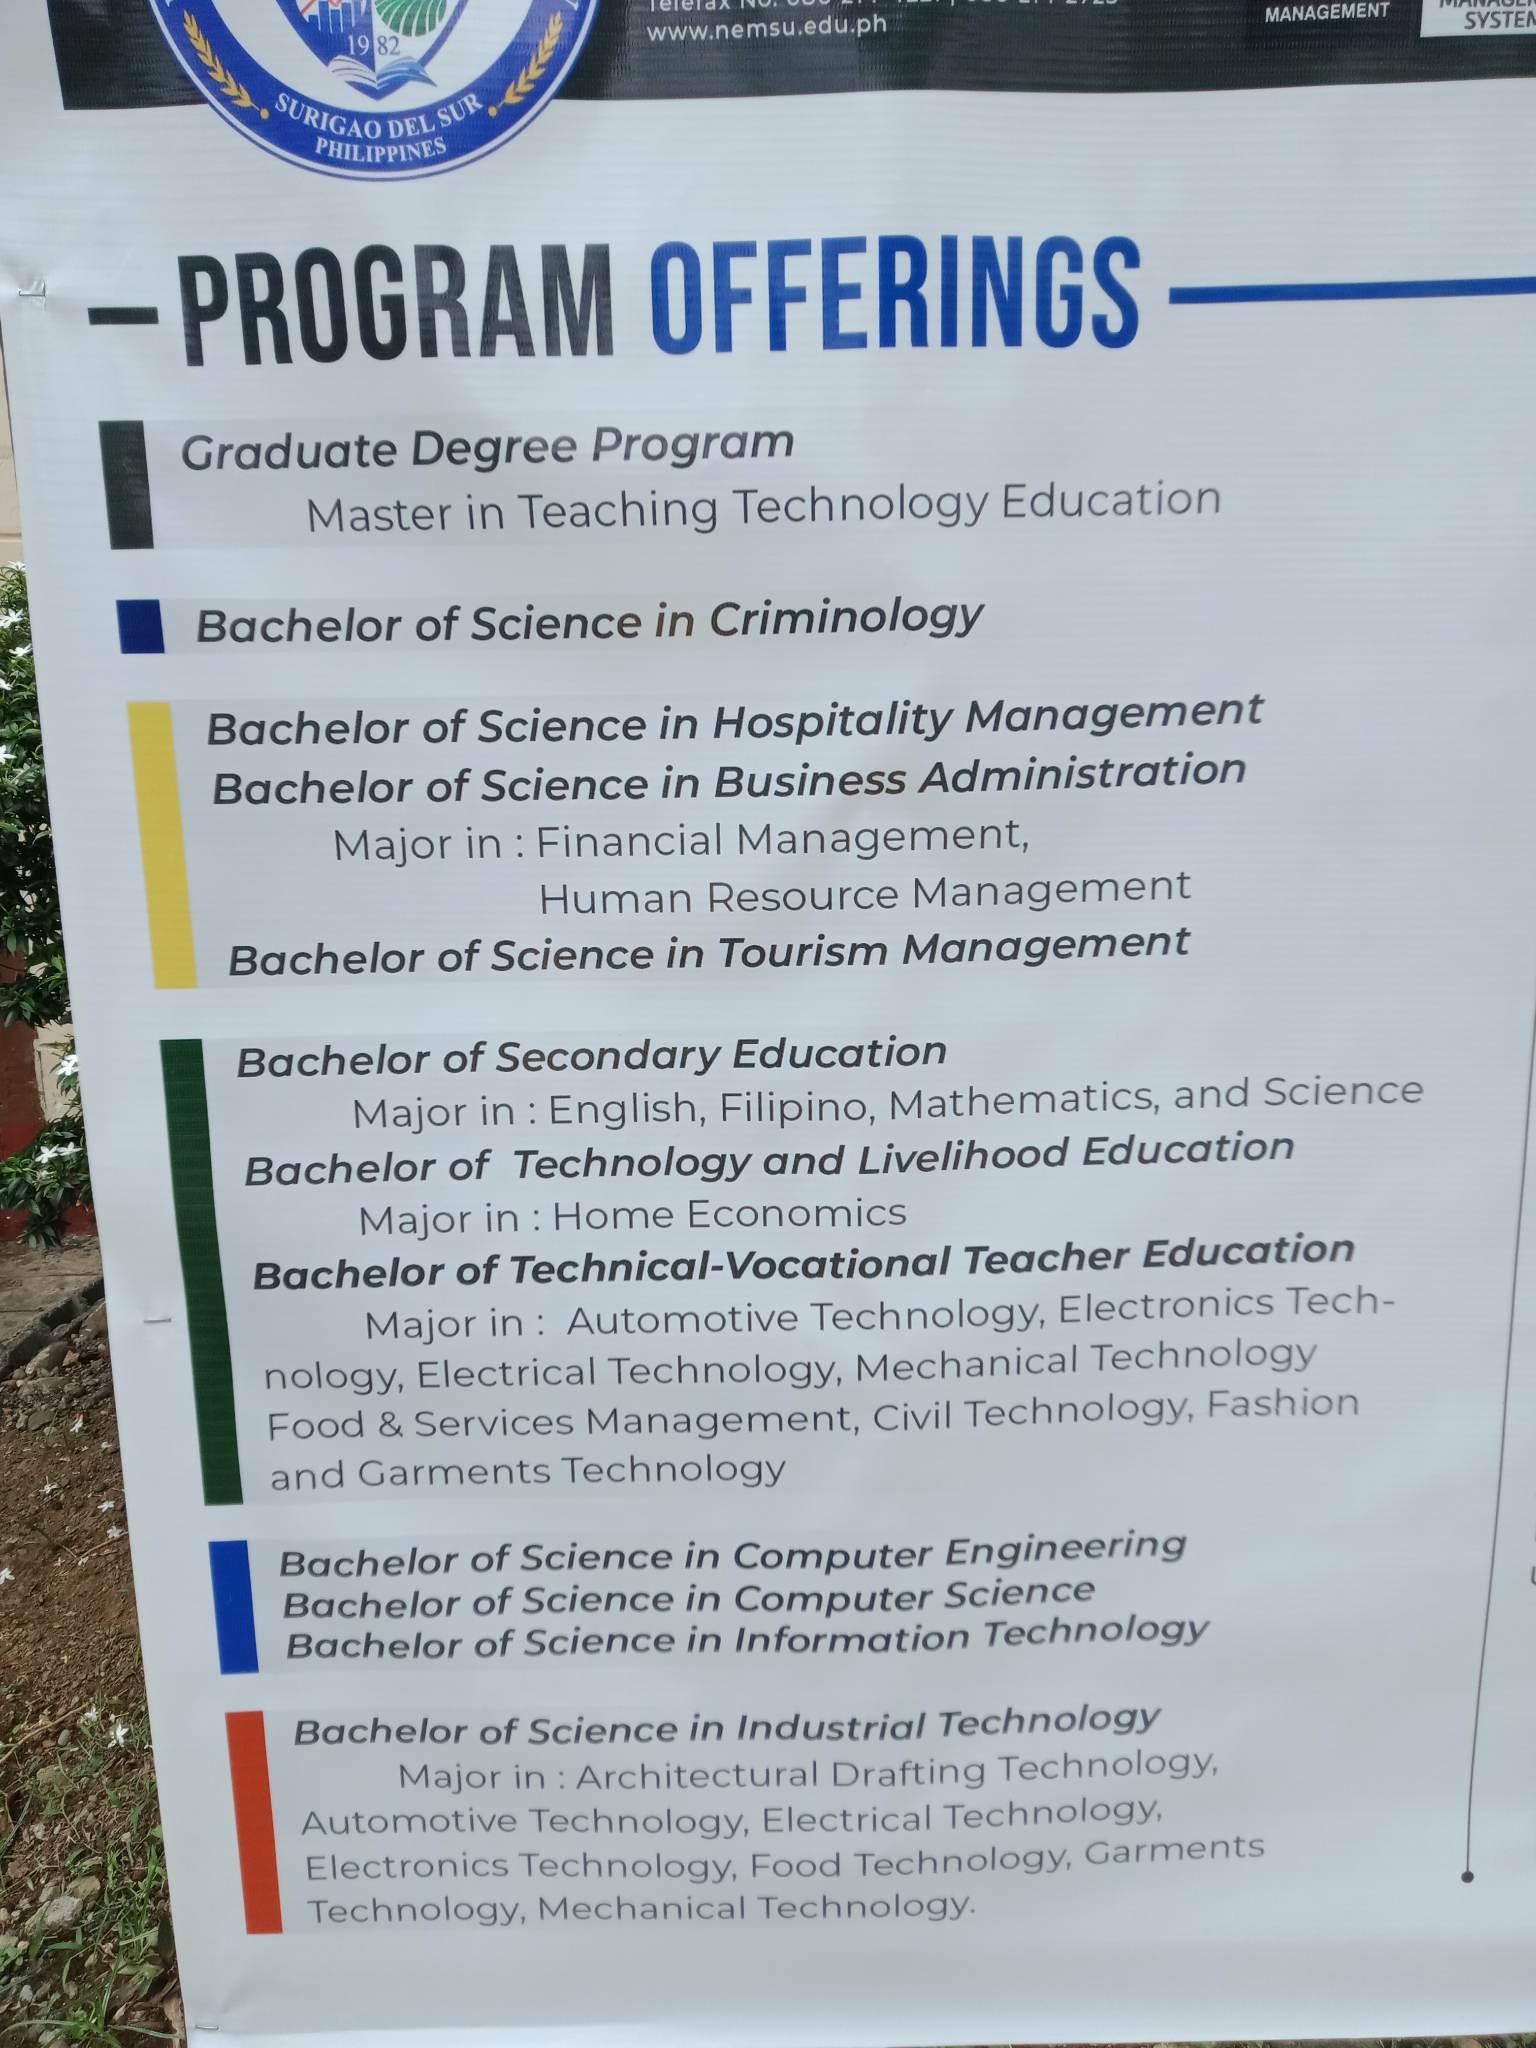 www.nemsu.edu.ph
MANAGEMENT
SYSTEM
1982
SURIGAO DEL SUR
PHILIPPINES
PROGRAM OFFERINGS
Graduate Degree Program
Master in Teaching Technology Education
Bachelor of Science in Criminology
Bachelor of Science in Hospitality Management
Bachelor of Science in Business Administration
Major in : Financial Management,
Human Resource Management
Bachelor of Science in Tourism Management
Bachelor of Secondary Education
Major in : English, Filipino, Mathematics, and Science
Bachelor of Technology and Livelihood Education
Major in : Home Economics
Bachelor of Technical-Vocational Teacher Education
Major in : Automotive Technology, Electronics Tech-
nology, Electrical Technology, Mechanical Technology
Food & Services Management, Civil Technology, Fashion
and Garments Technology
Bachelor of Science in Computer Engineering
Bachelor of Science in Computer Science
Bachelor of Science in Information Technology
Bachelor of Science in Industrial Technology
Major in : Architectural Drafting Technology,
Automotive Technology, Electrical Technology,
Electronics Technology, Food Technology, Garments
Technology, Mechanical Technology.